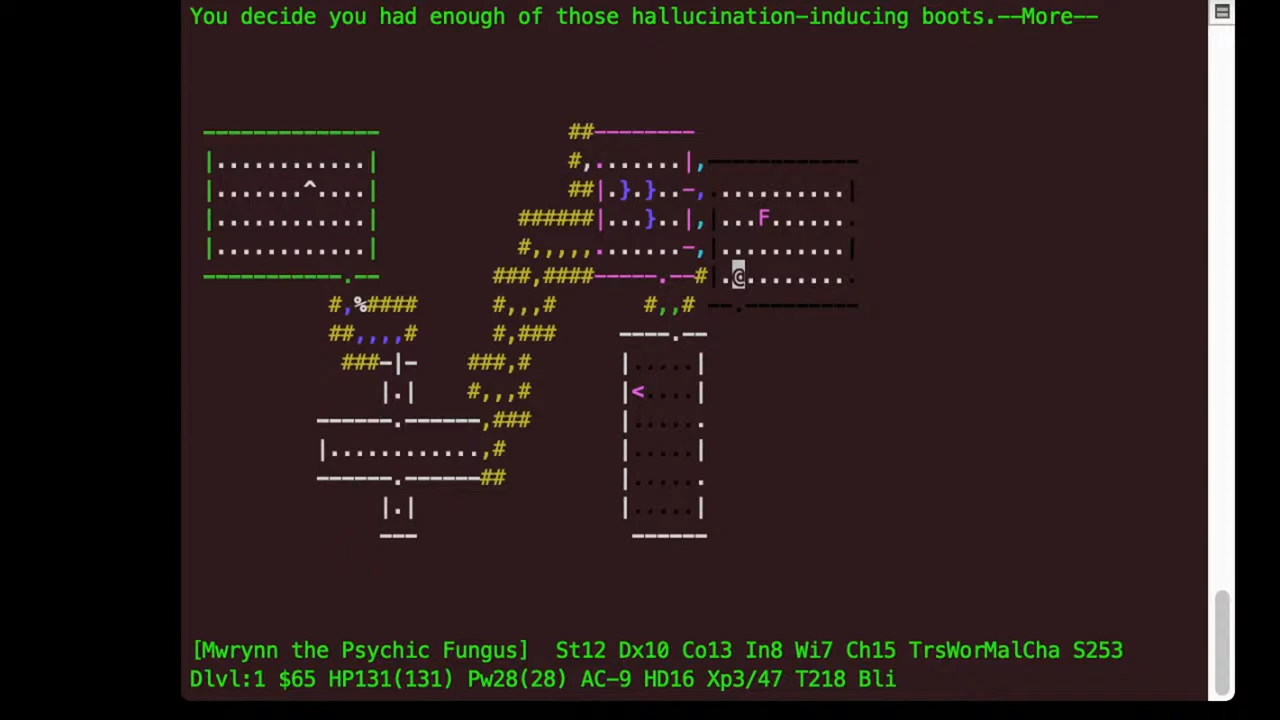 You decide you had enough of those hallucination-inducing boots.--More--
##--------
--------------
|...........| #,.......|,------------
|.......^....| ##|.}.}..-,..........|
|...........| ######|...}..|,|...F......
|...........| #,,,,,.......-,|..........|
-----------.-- ###,####-----.--#|.@........
#,%#### #,,,# #,,# --.---------
##,,,,# #,### ----.--
###-|- ###,# |.....|
|.| #,,,# |<....|
------.------,### |......
|............,# |.....|
------.------## |......
|.| |.....|
--- ------
[Mwrynn the Psychic Fungus] St12 Dx10 Co13 In8 Wi7 Ch15 TrsWorMalCha S253
Dlvl:1 $65 HP131(131) Pw28(28) AC-9 HD16 Xp3/47 T218 Bli